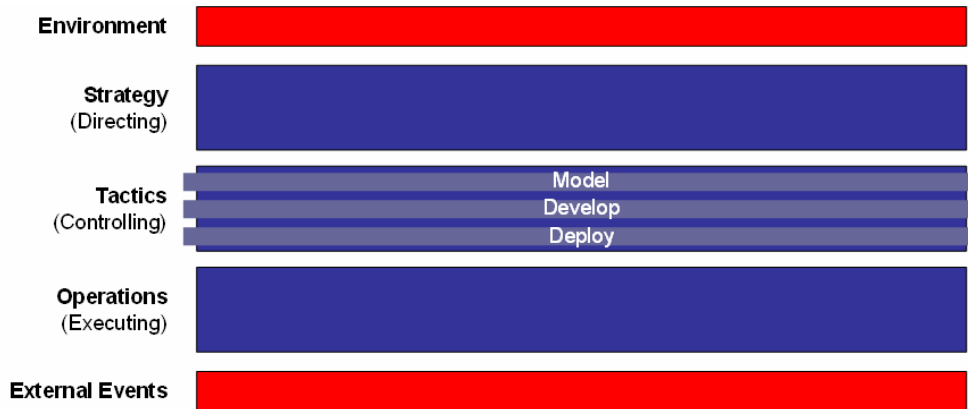 Environment
Strategy
(Directing)
Tactics
(Controlling)
Model
Develop
Deploy
Operations
(Executing)
External Events